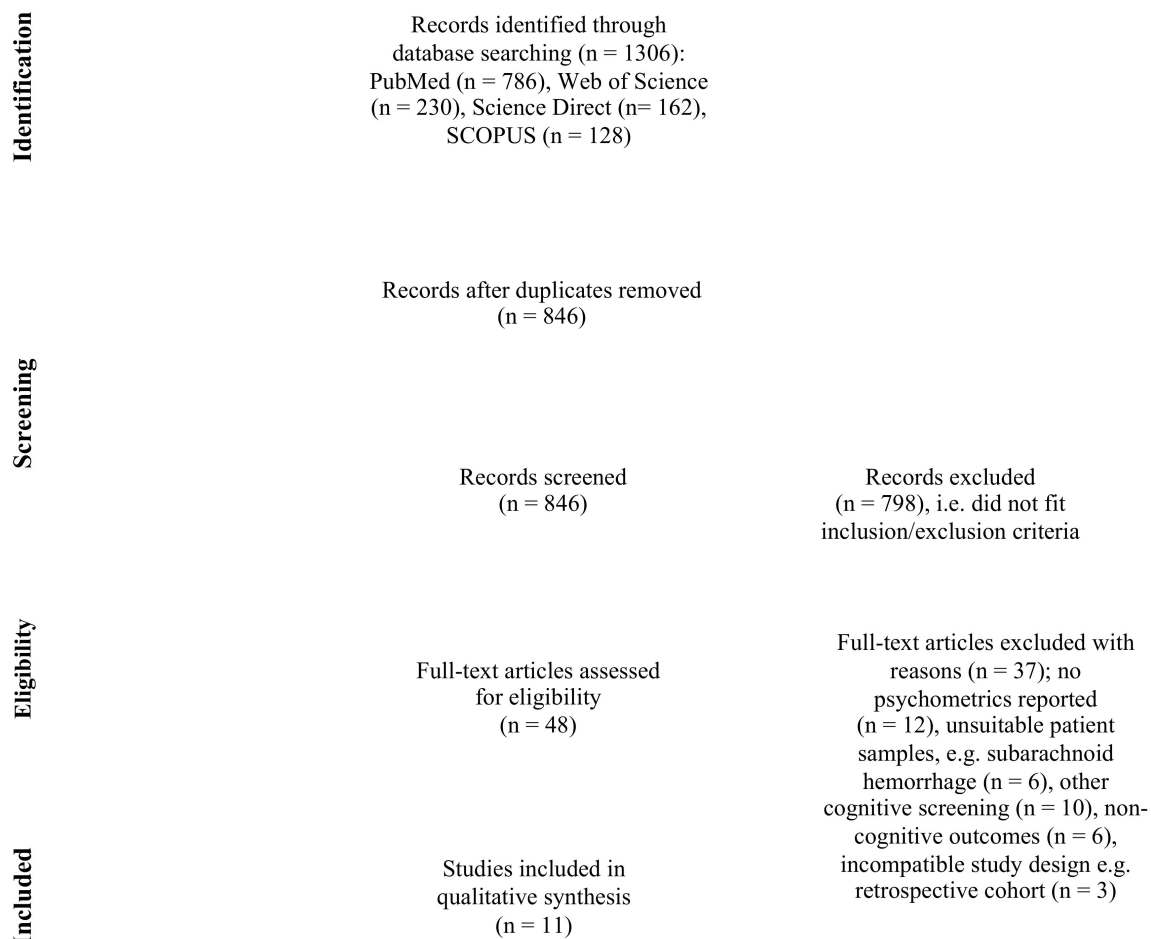 Identification
Records identified through
database searching (n = 1306):
PubMed (n = 786), Web of Science
(n = 230), Science Direct (n= 162),
SCOPUS (n = 128)
Records after duplicates removed
(n = 846)
Screening
Records screened
(n = 846)
Records excluded
(n = 798), i.e. did not fit
inclusion/exclusion criteria
Eligibility
Full-text articles assessed
for eligibility
(n = 48)
Full-text articles excluded with
reasons (n = 37); no
psychometrics reported
(n = 12), unsuitable patient
samples, e.g. subarachnoid
hemorrhage (n = 6), other
cognitive screening (n = 10), non-
cognitive outcomes (n = 6),
incompatible study design e.g.
retrospective cohort (n = 3)
Included
Studies included in
qualitative synthesis
(n = 11)